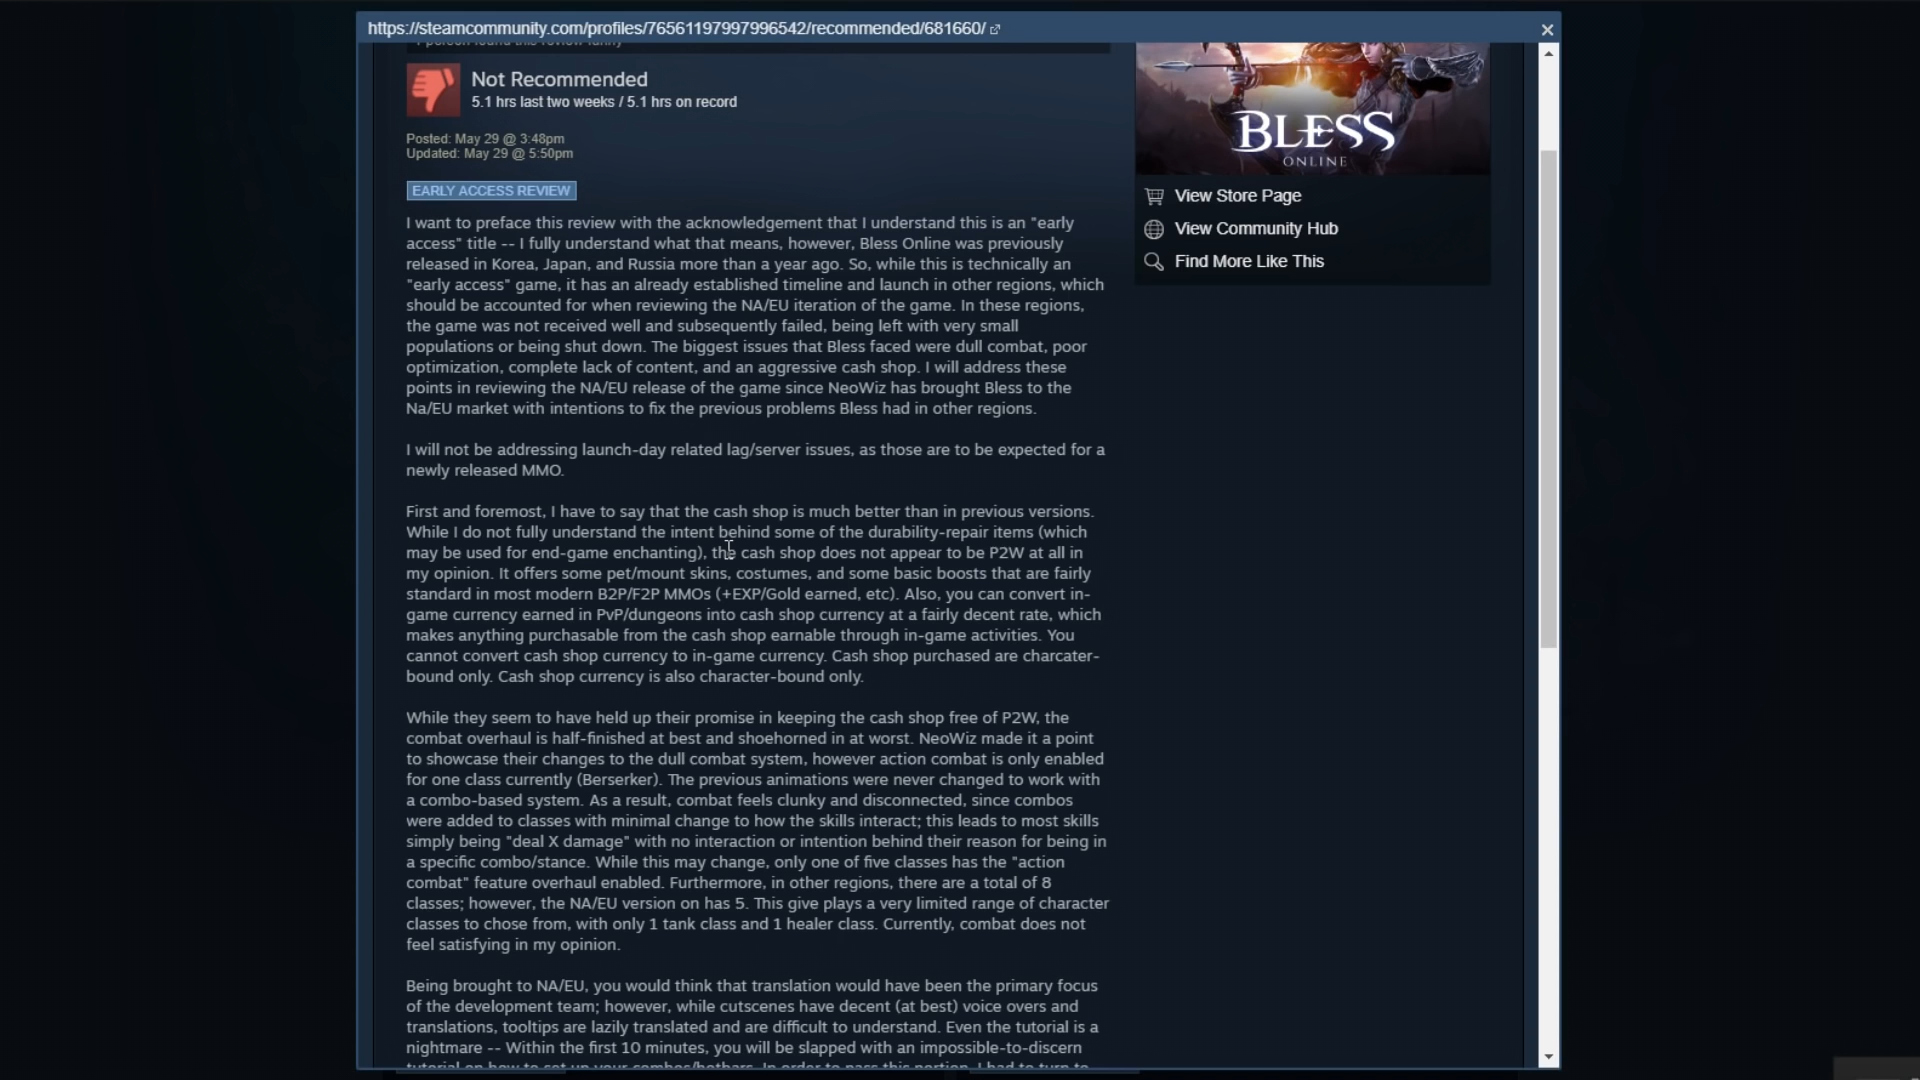 https://steamcommunity.com/profiles/76561197997996542/recommended/681660/
1 person found this review funny
Not Recommended
5.1 hrs last two weeks / 5.1 hrs on record
Posted: May 29 @ 3:48pm
Updated: May 29 @ 5:50pm
EARLY ACCESS REVIEW
I want to preface this review with the acknowledgement that I understand this is an "early
access" title -- I fully understand what that means, however, Bless Online was previously
released in Korea, Japan, and Russia more than a year ago. So, while this is technically an
"early access" game, it has an already established timeline and launch in other regions, which
should be accounted for when reviewing the NA/EU iteration of the game. In these regions,
the game was not received well and subsequently failed, being left with very small
populations or being shut down. The biggest issues that Bless faced were dull combat, poor
optimization, complete lack of content, and an aggressive cash shop. I will address these
points in reviewing the NA/EU release of the game since NeoWiz has brought Bless to the
Na/EU market with intentions to fix the previous problems Bless had in other regions.
I will not be addressing launch-day related lag/server issues, as those are to be expected for a
newly released MMO.
First and foremost, I have to say that the cash shop is much better than in previous versions.
While I do not fully understand the intent behind some of the durability-repair items (which
may be used for end-game enchanting), the cash shop does not appear to be P2W at all in
my opinion. It offers some pet/mount skins, costumes, and some basic boosts that are fairly
standard in most modern B2P/F2P MMOs (+EXP/Gold earned, etc). Also, you can convert in-
game currency earned in PvP/dungeons into cash shop currency at a fairly decent rate, which
makes anything purchasable from the cash shop earnable through in-game activities. You
cannot convert cash shop currency to in-game currency. Cash shop purchased are charcater-
bound only. Cash shop currency is also character-bound only.
While they seem to have held up their promise in keeping the cash shop free of P2W, the
combat overhaul is half-finished at best and shoehorned in at worst. NeoWiz made it a point
to showcase their changes to the dull combat system, however action combat is only enabled
for one class currently (Berserker). The previous animations were never changed to work with
a combo-based system. As a result, combat feels clunky and disconnected, since combos
were added to classes with minimal change to how the skills interact; this leads to most skills
simply being "deal X damage" with no interaction or intention behind their reason for being in
a specific combo/stance. While this may change, only one of five classes has the "action
combat" feature overhaul enabled. Furthermore, in other regions, there are a total of 8
classes; however, the NA/EU version on has 5. This give plays a very limited range of character
classes to chose from, with only 1 tank class and 1 healer class. Currently, combat does not
feel satisfying in my opinion.
Being brought to NA/EU, you would think that translation would have been the primary focus
of the development team; however, while cutscenes have decent (at best) voice overs and
translations, tooltips are lazily translated and are difficult to understand. Even the tutorial is a
nightmare -- Within the first 10 minutes, you will be slapped with an impossible-to-discern
tutorial on how to set up your combos/hotbars. In order to pass this portion, I had to turn to
BLESS
ONLINE
View Store Page
View Community Hub
Find More Like This